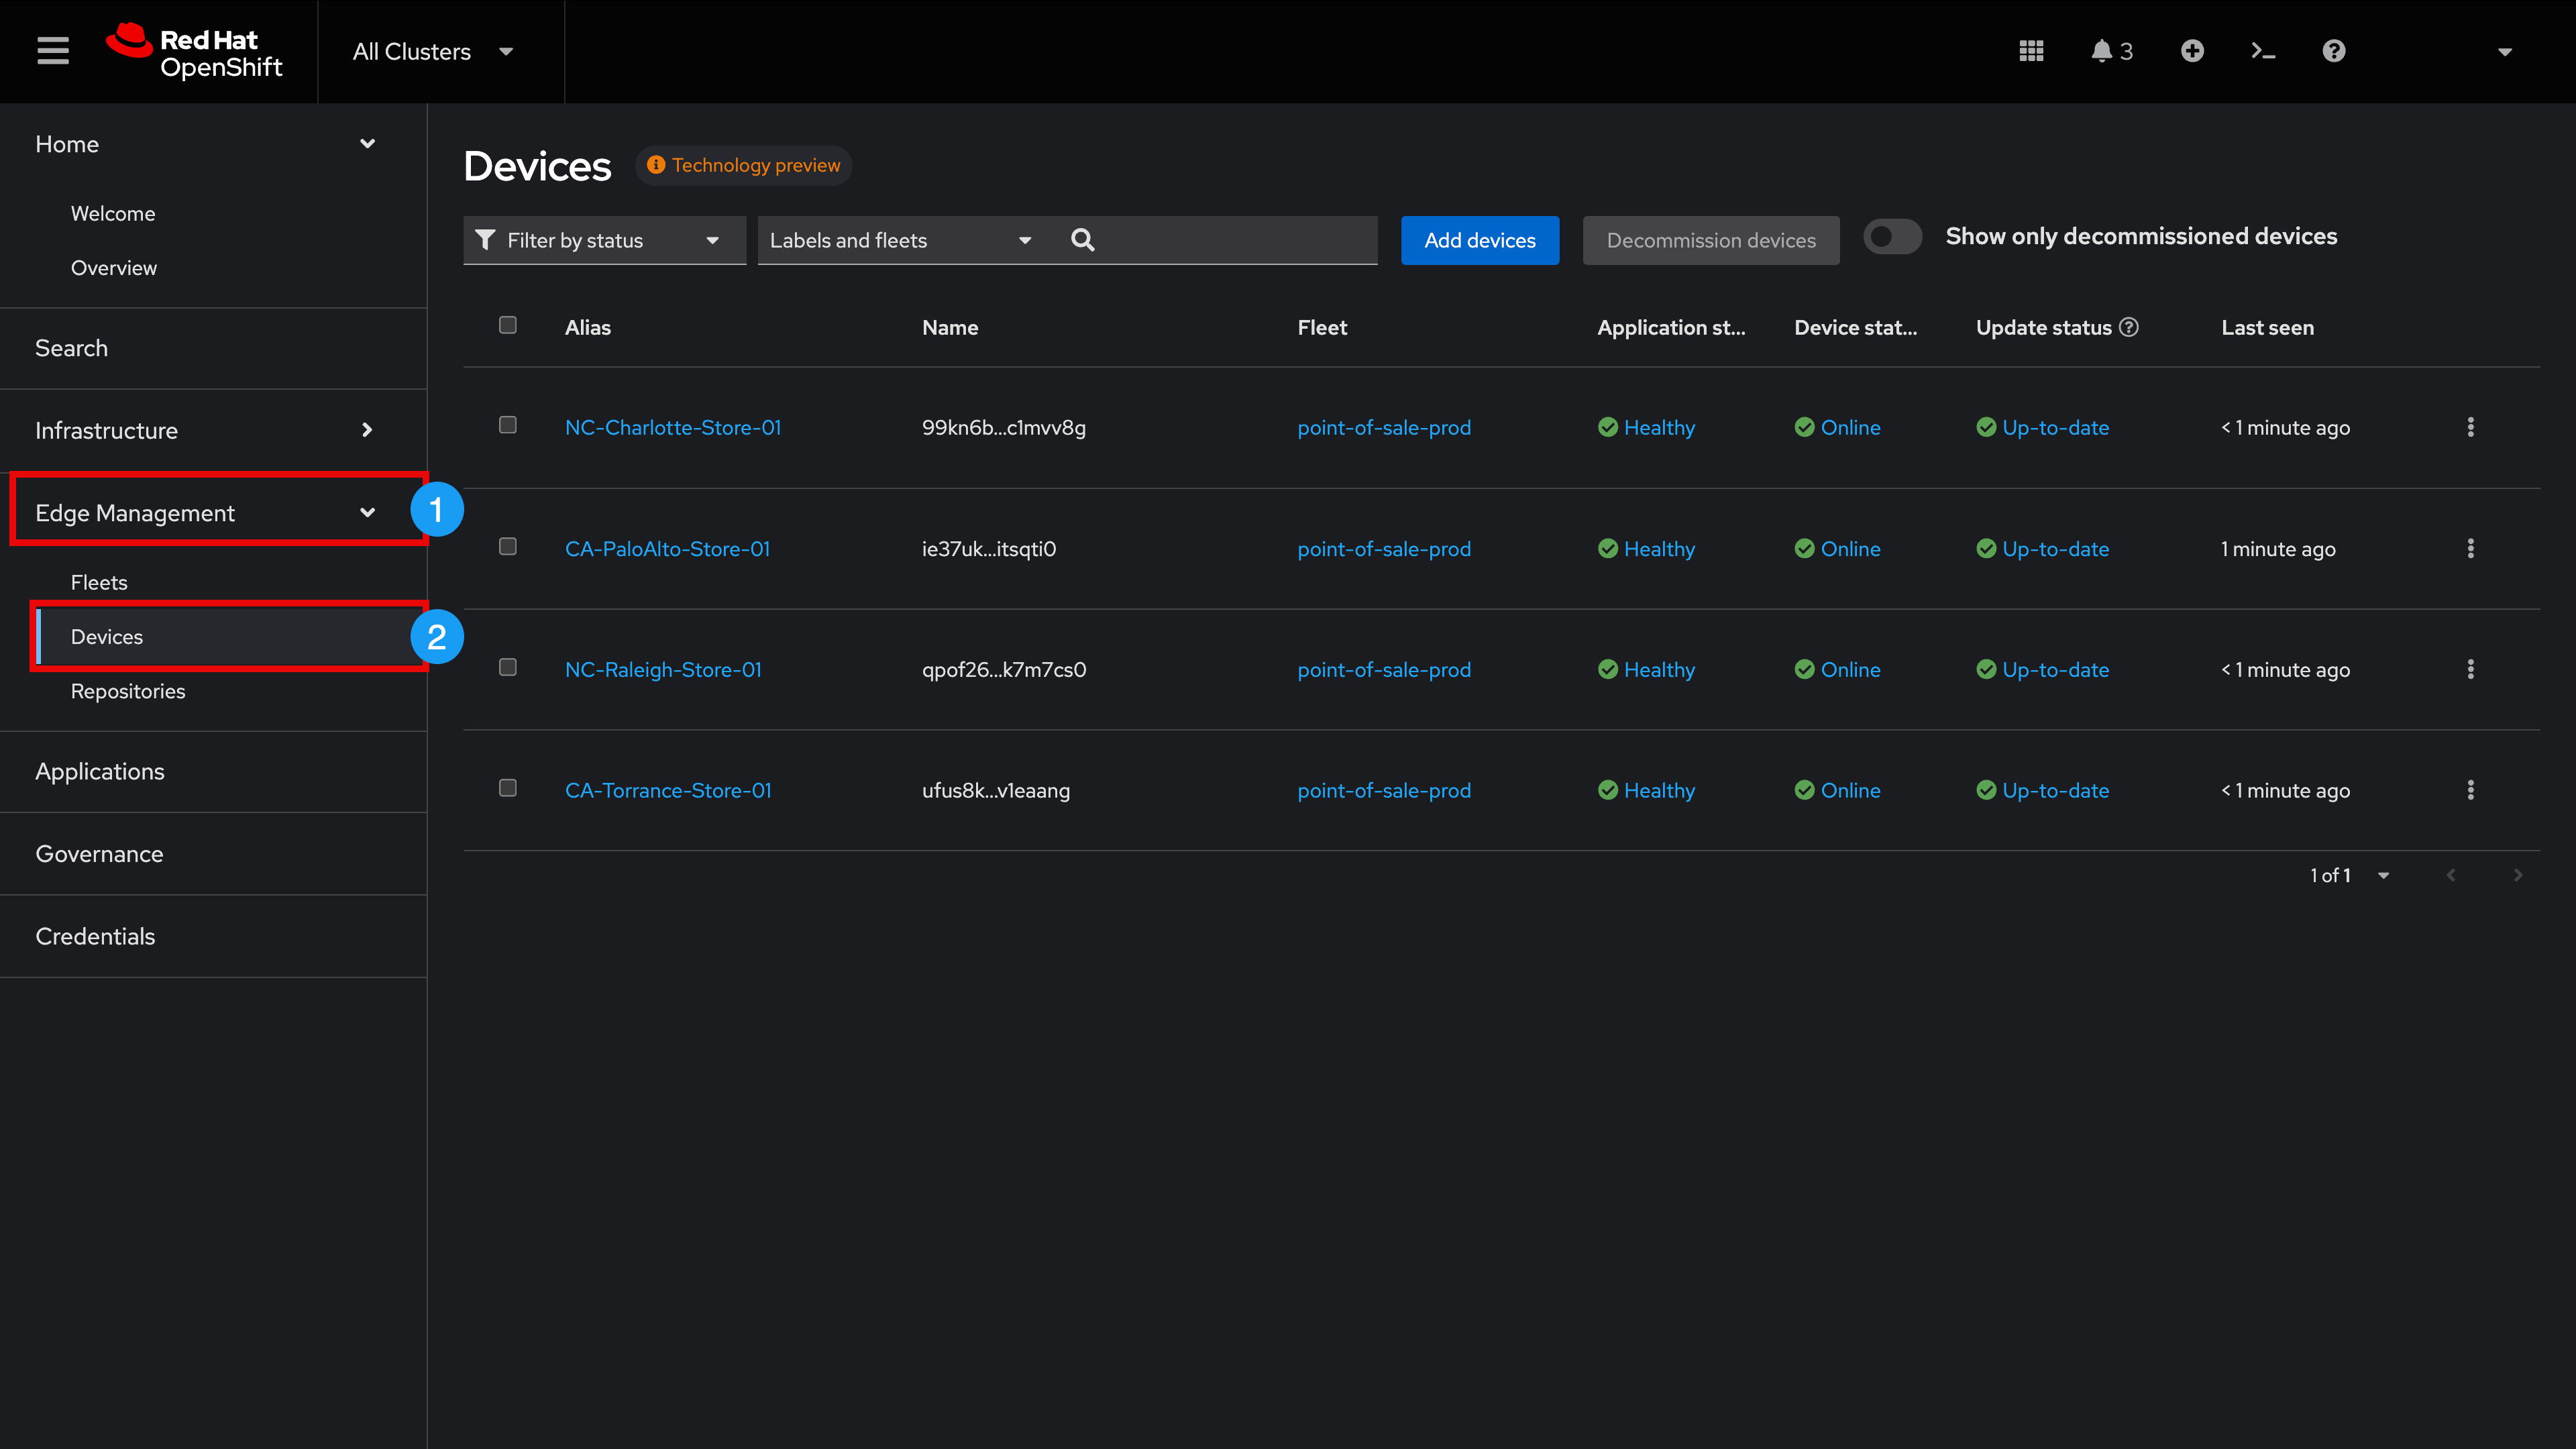 Red Hat
OpenShift
All Clusters
3
Home
Welcome
Overview
Search
Infrastructure
Edge Management
1
Fleets
Devices
2
Repositories
Applications
Governance
Credentials
Devices
Technology preview
Filter by status
Labels and fleets
Add devices
Decommission devices
Show only decommissioned devices
Alias Name Fleet Application st... Device stat... Update status Last seen
NC-Charlotte-Store-01 99kn6b...c1mvv8g point-of-sale-prod Healthy Online Up-to-date < 1 minute ago
CA-PaloAlto-Store-01 ie37uk...itsqti0 point-of-sale-prod Healthy Online Up-to-date 1 minute ago
NC-Raleigh-Store-01 qpof26...k7m7cs0 point-of-sale-prod Healthy Online Up-to-date < 1 minute ago
CA-Torrance-Store-01 ufus8k...v1eaang point-of-sale-prod Healthy Online Up-to-date < 1 minute ago
1 of 1